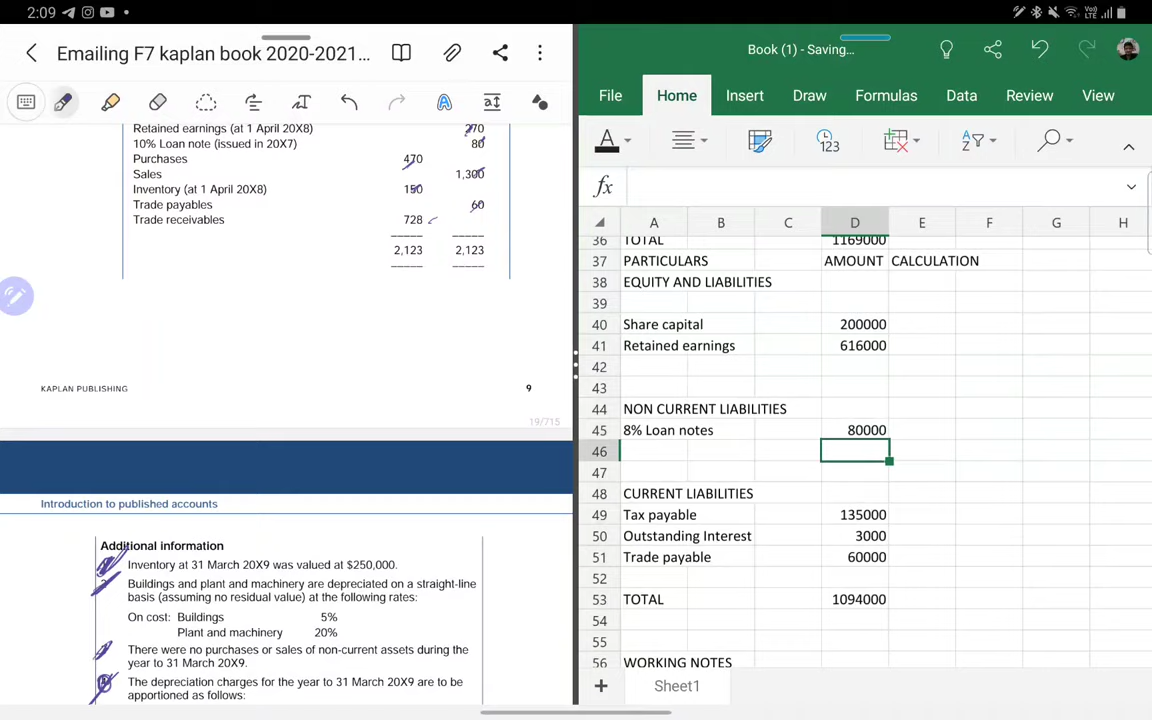 2:09
Emailing F7 kaplan book 2020-2021...
Retained earnings (at 1 April 20X8) 270
10% Loan note (issued in 20X7) 80
Purchases 470
Sales 1,300
Inventory (at 1 April 20X8) 150
Trade payables 60
Trade receivables 728
2,123 2,123
KAPLAN PUBLISHING 9
19/715
Introduction to published accounts
Additional information
Inventory at 31 March 20X9 was valued at $250,000.
Buildings and plant and machinery are depreciated on a straight-line
basis (assuming no residual value) at the following rates:
On cost: Buildings 5%
Plant and machinery 20%
There were no purchases or sales of non-current assets during the
year to 31 March 20X9.
The depreciation charges for the year to 31 March 20X9 are to be
apportioned as follows:
Book (1) - Saving...
File Home Insert Draw Formulas Data Review View
A 123
fx
A B C D E F G H
36 TOTAL 1169000
37 PARTICULARS AMOUNT CALCULATION
38 EQUITY AND LIABILITIES
39
40 Share capital 200000
41 Retained earnings 616000
42
43
44 NON CURRENT LIABILITIES
45 8% Loan notes 80000
46
47
48 CURRENT LIABILITIES
49 Tax payable 135000
50 Outstanding Interest 3000
51 Trade payable 60000
52
53 TOTAL 1094000
54
55
56 WORKING NOTES
Sheet1